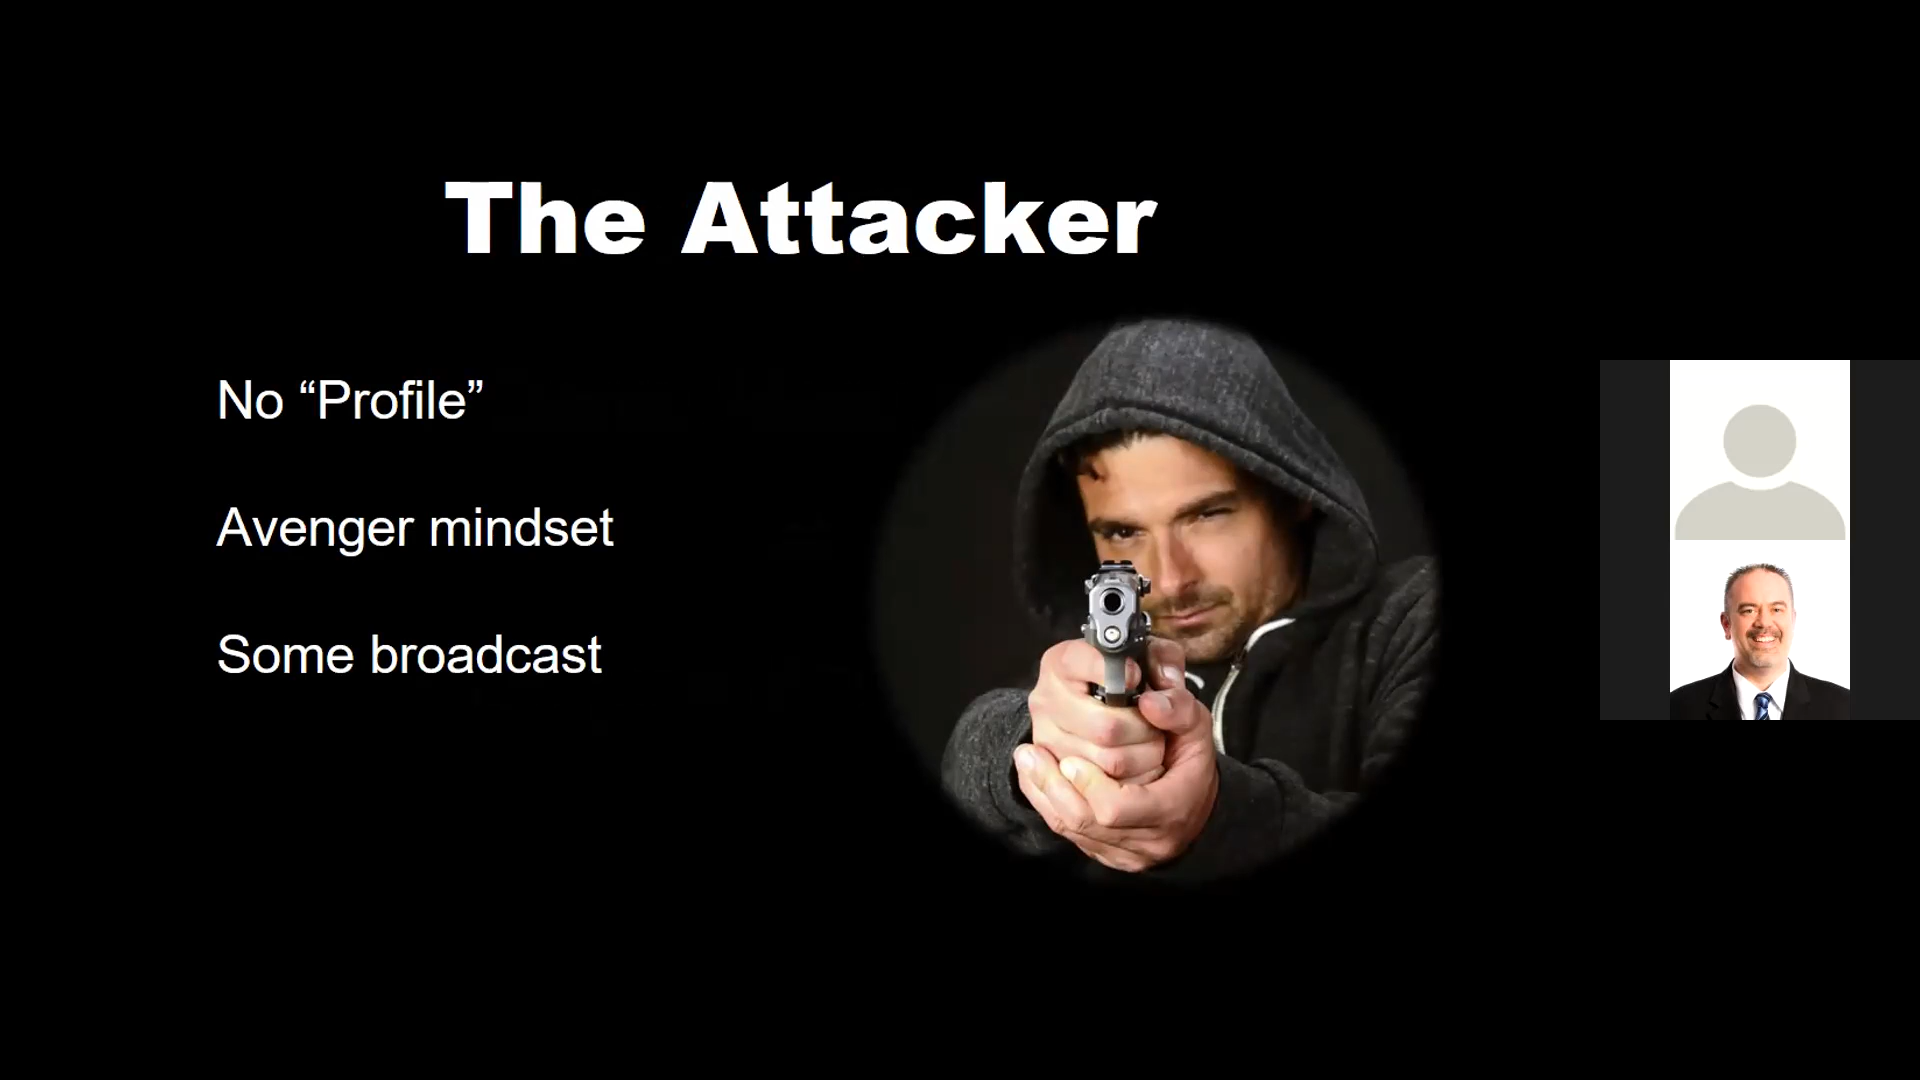 The Attacker
No “Profile”
Avenger mindset
Some broadcast